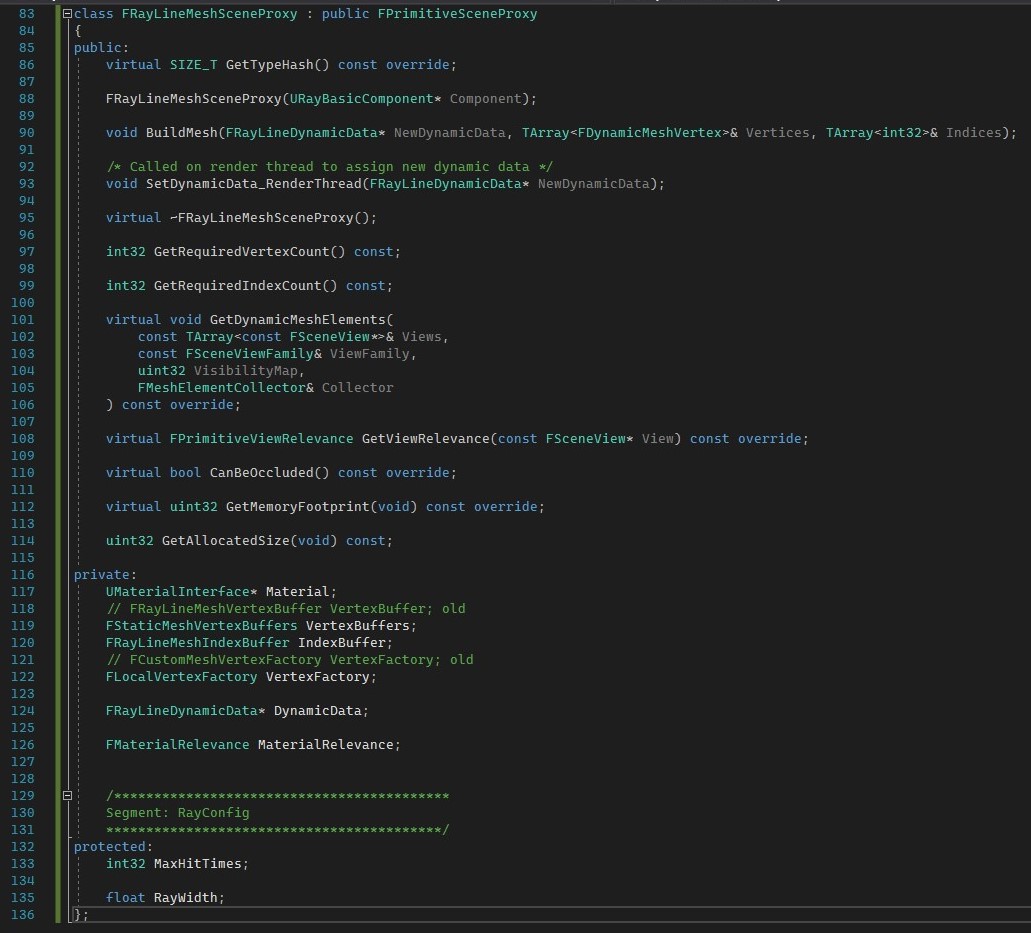 83 class FRayLineMeshSceneProxy : public FPrimitiveSceneProxy
84 {
85 public:
86 virtual SIZE_T GetTypeHash() const override;
87
88 FRayLineMeshSceneProxy(URayBasicComponent* Component);
89
90 void BuildMesh(FRayLineDynamicData* NewDynamicData, TArray<FDynamicMeshVertex>& Vertices, TArray<int32>& Indices);
91
92 /* Called on render thread to assign new dynamic data */
93 void SetDynamicData_RenderThread(FRayLineDynamicData* NewDynamicData);
94
95 virtual ~FRayLineMeshSceneProxy();
96
97 int32 GetRequiredVertexCount() const;
98
99 int32 GetRequiredIndexCount() const;
100
101 virtual void GetDynamicMeshElements(
102 const TArray<const FSceneView*>& Views,
103 const FSceneViewFamily& ViewFamily,
104 uint32 VisibilityMap,
105 FMeshElementCollector& Collector
106 ) const override;
107
108 virtual FPrimitiveViewRelevance GetViewRelevance(const FSceneView* View) const override;
109
110 virtual bool CanBeOccluded() const override;
111
112 virtual uint32 GetMemoryFootprint(void) const override;
113
114 uint32 GetAllocatedSize(void) const;
115
116 private:
117 UMaterialInterface* Material;
118 // FRayLineMeshVertexBuffer VertexBuffer; old
119 FStaticMeshVertexBuffers VertexBuffers;
120 FRayLineMeshIndexBuffer IndexBuffer;
121 // FCustomMeshVertexFactory VertexFactory; old
122 FLocalVertexFactory VertexFactory;
123
124 FRayLineDynamicData* DynamicData;
125
126 FMaterialRelevance MaterialRelevance;
127
128
129 /******************************************
130 Segment: RayConfig
131 ******************************************/
132 protected:
133 int32 MaxHitTimes;
134
135 float RayWidth;
136 };